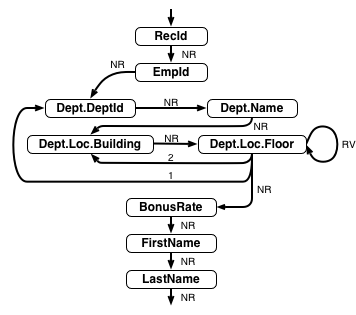 RecId
NR
NR
EmpId
Dept.DeptId
NR
Dept.Name
NR
Dept.Loc.Building
NR
Dept.Loc.Floor
RV
2
1
NR
BonusRate
NR
FirstName
NR
LastName
NR